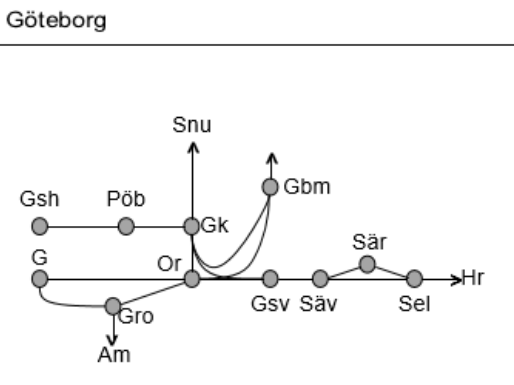 Göteborg
Snu
Gbm
Gsh Pöb Gk
Sär
G Or Hr
Gsv Säv Sel
Gro
Am